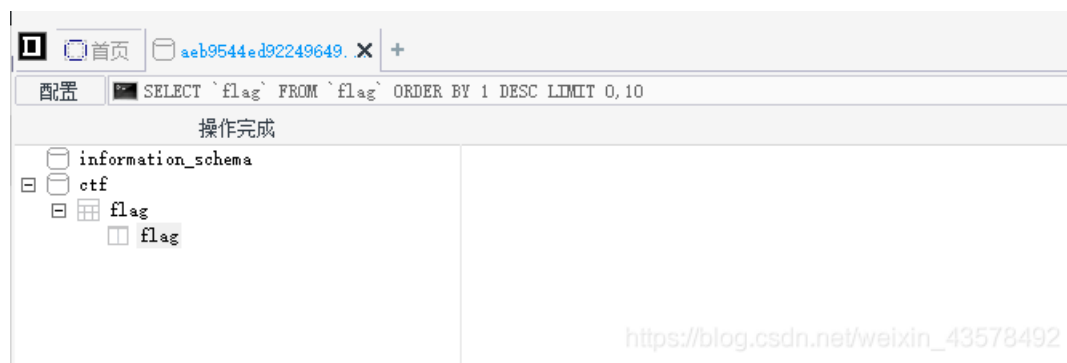 首页 aeb9544ed92249649. X +
配置 SELECT `flag` FROM `flag` ORDER BY 1 DESC LIMIT 0,10
操作完成
information_schema
ctf
flag
flag
https://blog.csdn.net/weixin_43578492